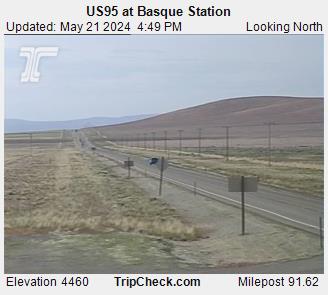 US95 at Basque Station
Updated: May 21 2024 4:49 PM Looking North
Elevation 4460 TripCheck.com Milepost 91.62